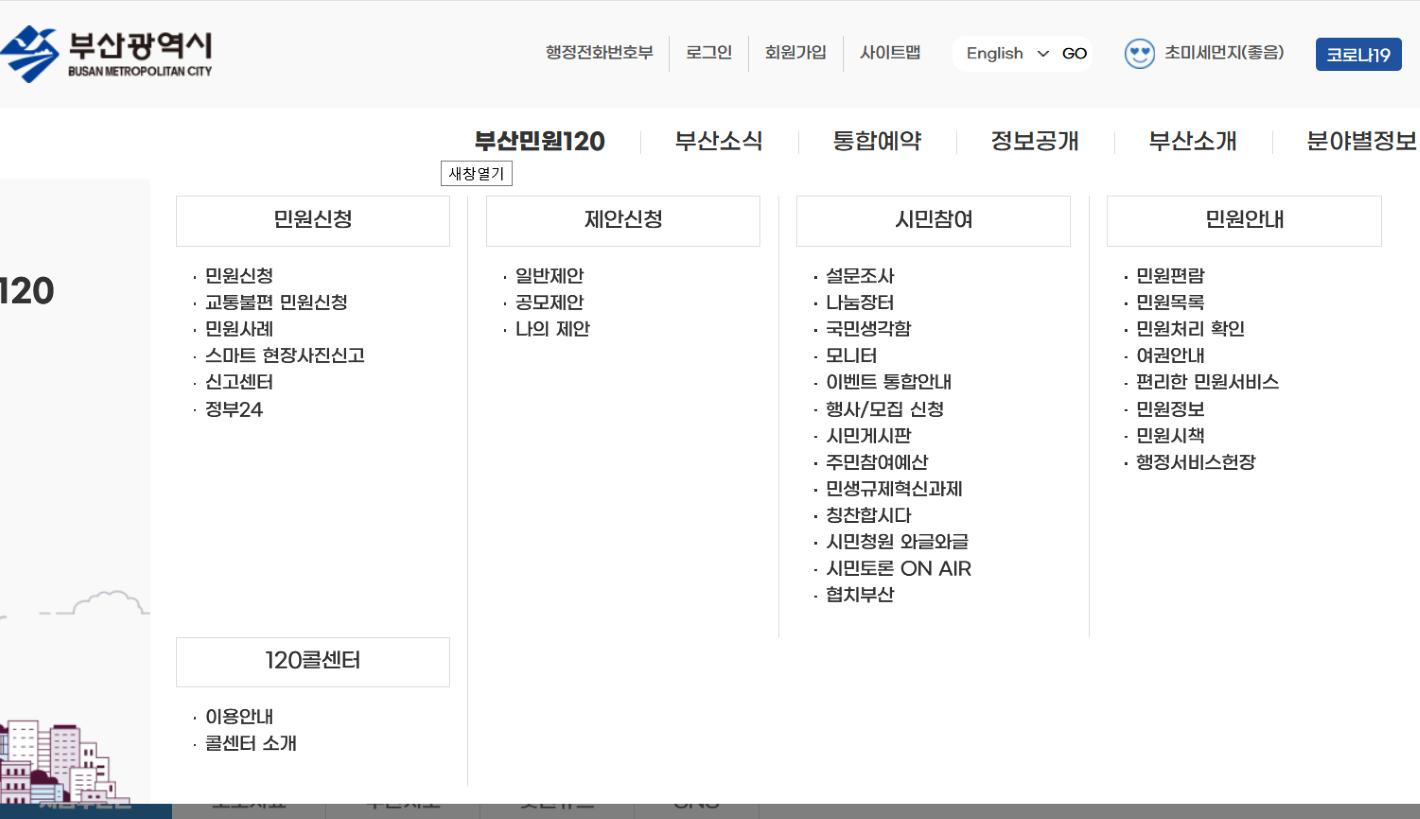 부산광역시
BUSAN METROPOLITAN CITY
행정전화번호부
로그인
회원가입
사이트맵
English
GO
초미세먼지(좋음)
코로나19
부산민원120
부산소식
통합예약
정보공개
부산소개
분야별정보
새창열기
120
민원신청
민원신청
교통불편 민원신청
민원사례
스마트 현장사진신고
신고센터
정부24
제안신청
일반제안
공모제안
나의 제안
시민참여
설문조사
나눔장터
국민생각함
모니터
이벤트 통합안내
행사/모집 신청
시민게시판
주민참여예산
민생규제혁신과제
칭찬합시다
시민청원 와글와글
시민토론 ON AIR
협치부산
민원안내
민원편람
민원목록
민원처리 확인
여권안내
편리한 민원서비스
민원정보
민원시책
행정서비스헌장
120콜센터
이용안내
콜센터 소개